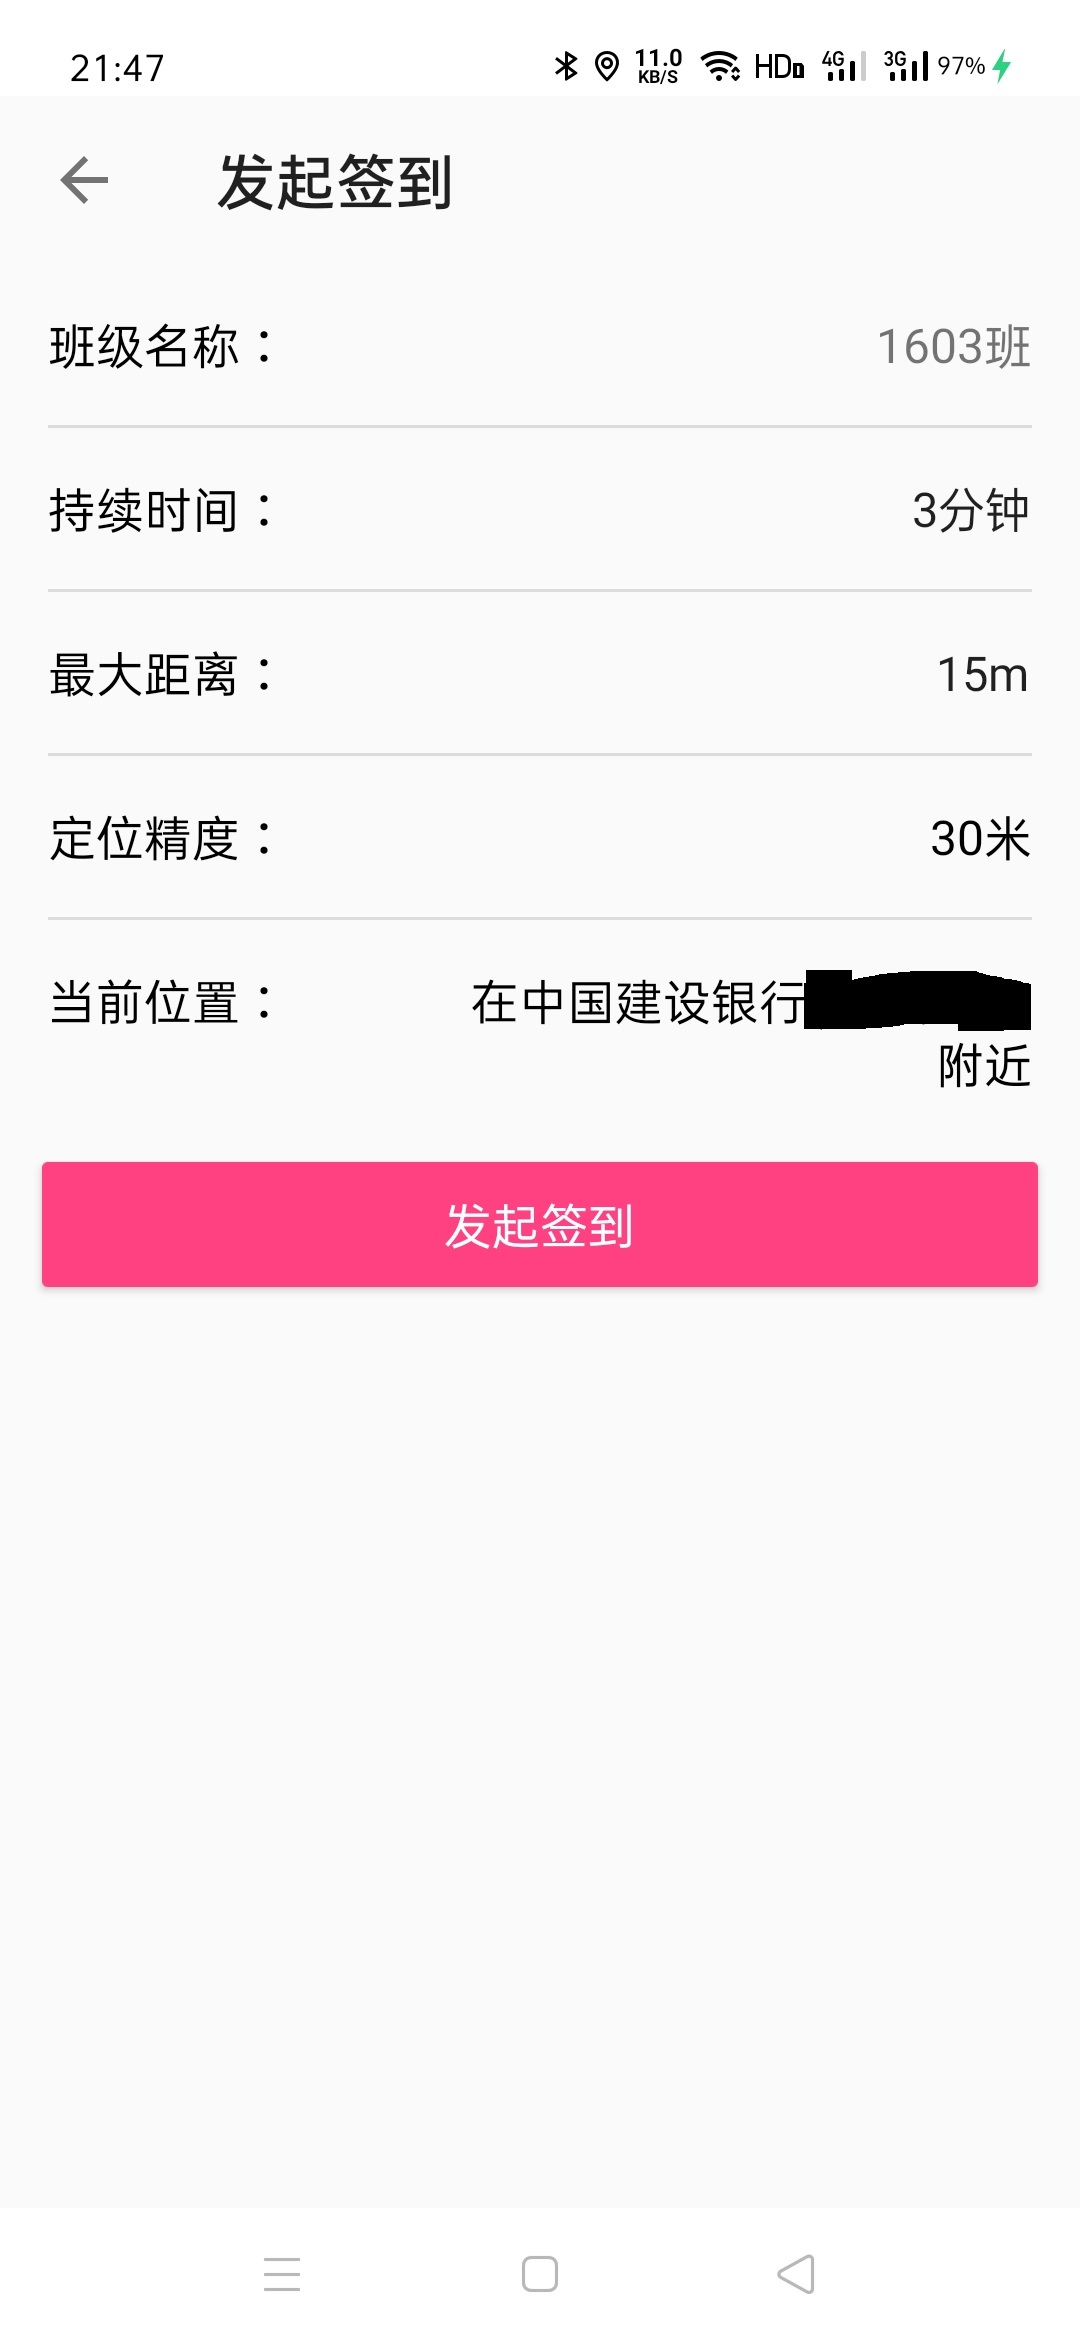 21:47
11.0
KB/S
HD
4G
3G
97%
发起签到
班级名称：
1603班
持续时间：
3分钟
最大距离：
15m
定位精度：
30米
当前位置：
在中国建设银行
附近
发起签到